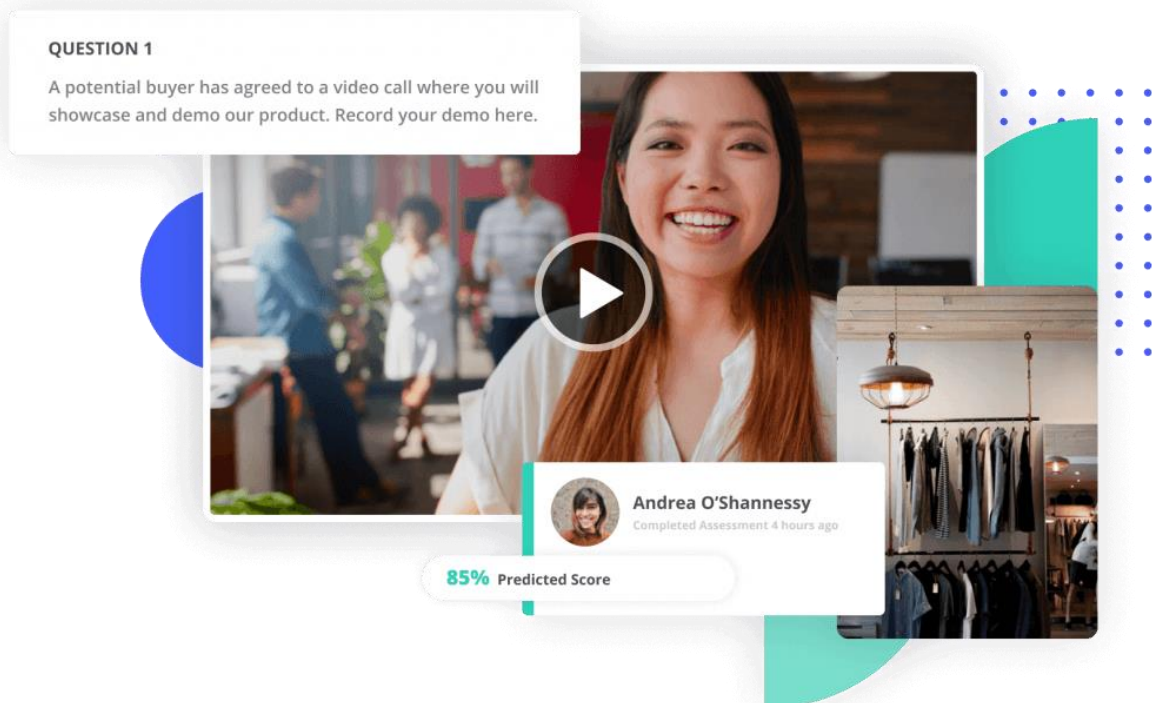 QUESTION 1
A potential buyer has agreed to a video call where you will
showcase and demo our product. Record your demo here.
Andrea O’Shannessy
Completed Assessment 4 hours ago
85% Predicted Score